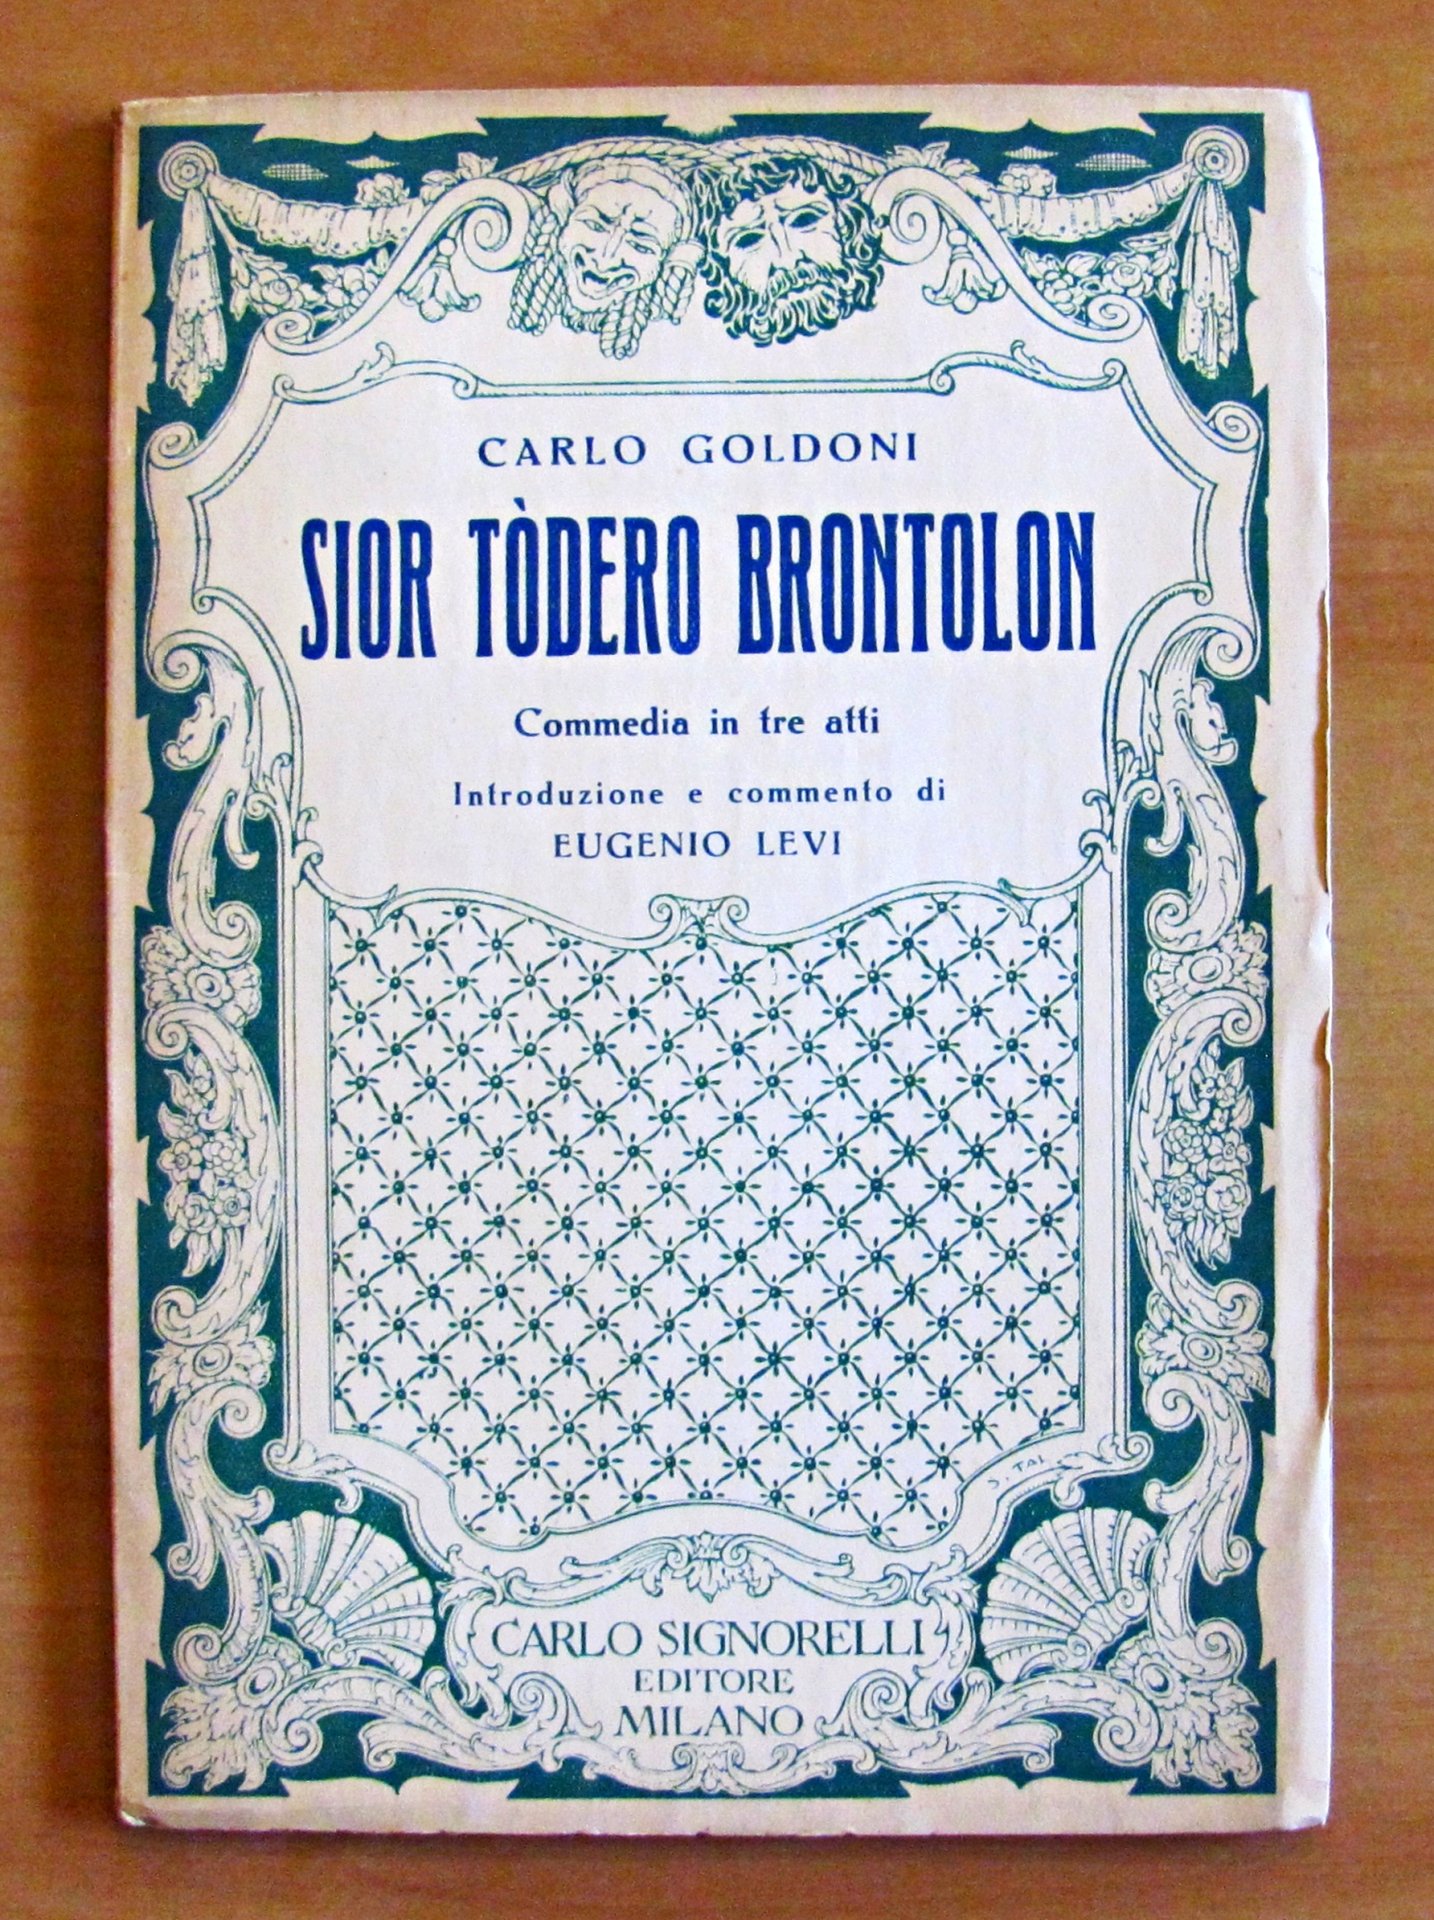 CARLO GOLDONI
SIOR TÒDERO BRONTOLON
Commedia in tre atti
Introduzione e commento di
EUGENIO LEVI
CARLO SIGNORELLI
EDITORE
MILANO